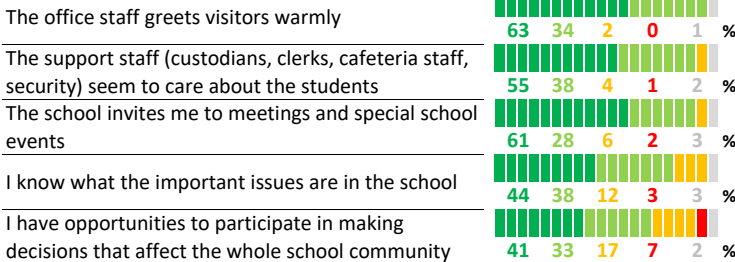 The office staff greets visitors warmly
63 34 2 0 1 %
The support staff (custodians, clerks, cafeteria staff,
security) seem to care about the students
55 38 4 1 2 %
The school invites me to meetings and special school
events
61 28 6 2 3 %
I know what the important issues are in the school
44 38 12 3 3 %
I have opportunities to participate in making
decisions that affect the whole school community
41 33 17 7 2 %